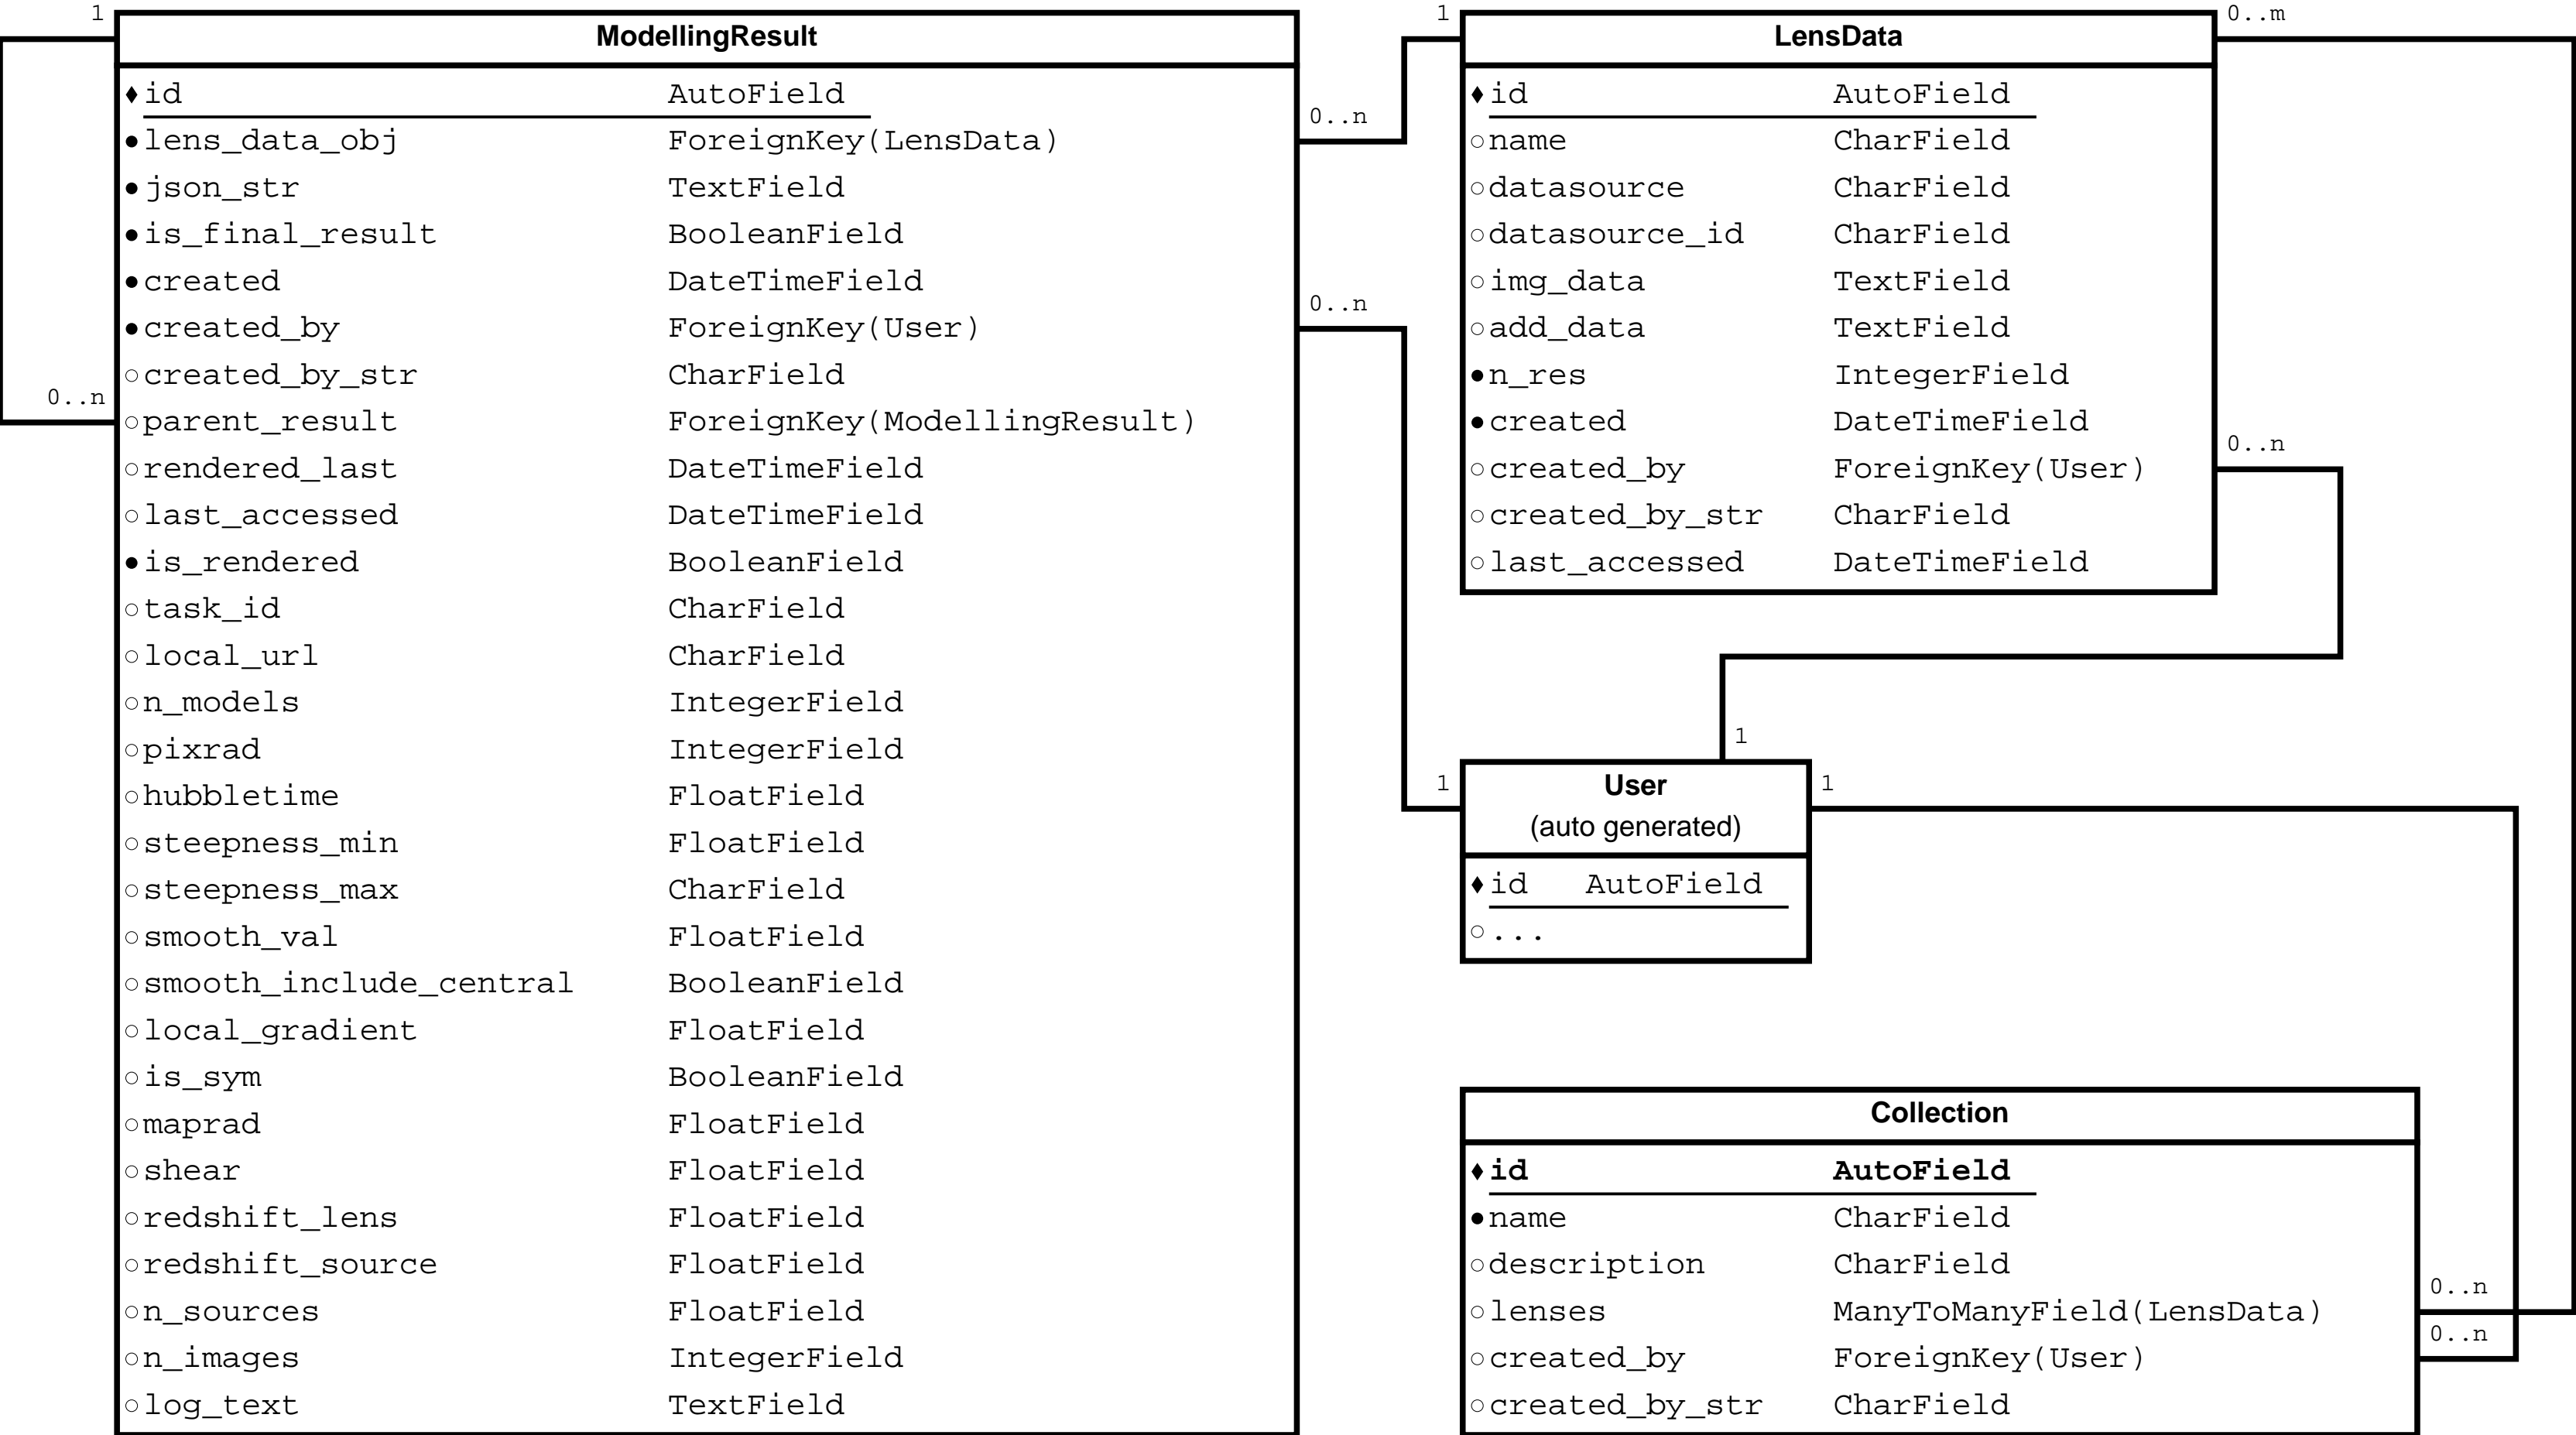 1
ModellingResult
id AutoField
lens_data_obj ForeignKey(LensData)
0..n
json_str TextField
is_final_result BooleanField
created DateTimeField
created_by ForeignKey(User)
0..n
created_by_str CharField
0..n
parent_result ForeignKey(ModellingResult)
rendered_last DateTimeField
last_accessed DateTimeField
is_rendered BooleanField
task_id CharField
local_url CharField
n_models IntegerField
pixrad IntegerField
hubbletime FloatField
steepness_min FloatField
steepness_max CharField
smooth_val FloatField
smooth_include_central BooleanField
local_gradient FloatField
is_sym BooleanField
maprad FloatField
shear FloatField
redshift_lens FloatField
redshift_source FloatField
n_sources FloatField
n_images IntegerField
log_text TextField
1
LensData
0..m
id AutoField
name CharField
datasource CharField
datasource_id CharField
img_data TextField
add_data TextField
n_res IntegerField
created DateTimeField
0..n
created_by ForeignKey(User)
created_by_str CharField
last_accessed DateTimeField
1
1
User
1
(auto generated)
id AutoField
...
Collection
id AutoField
name CharField
description CharField
0..n
lenses ManyToManyField(LensData)
0..n
created_by ForeignKey(User)
created_by_str CharField